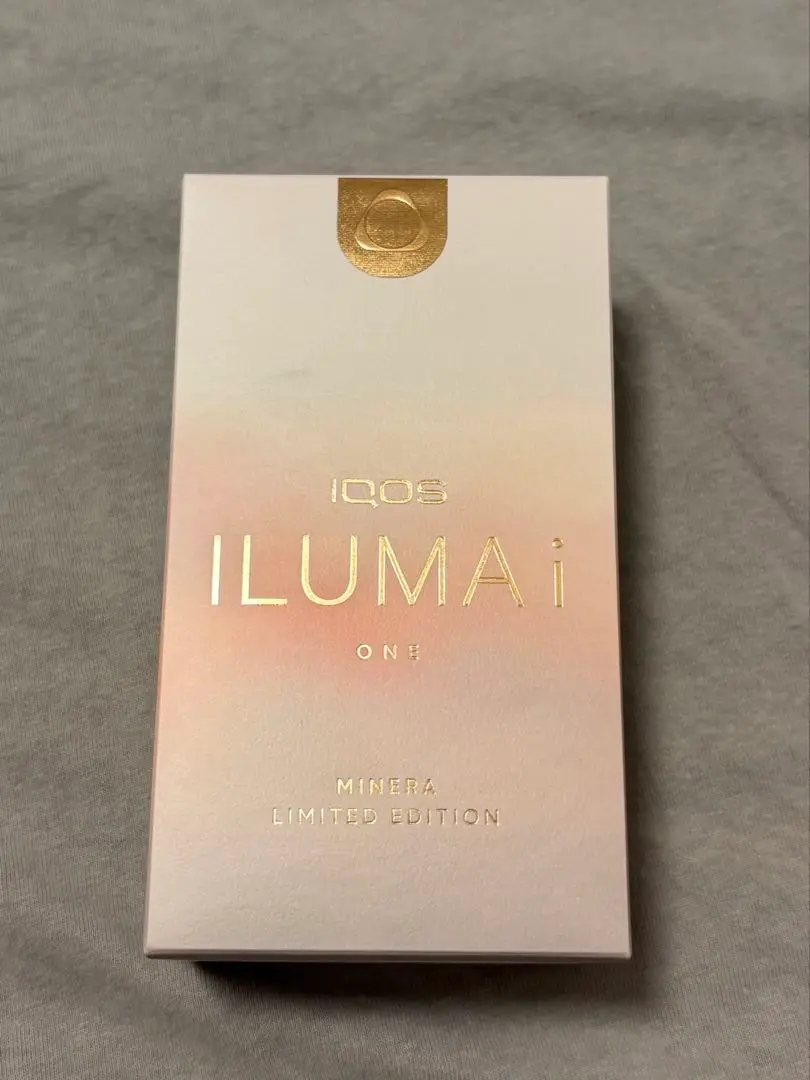 IQOS
ILUMA i
ONE
MINERA
LIMITED EDITION